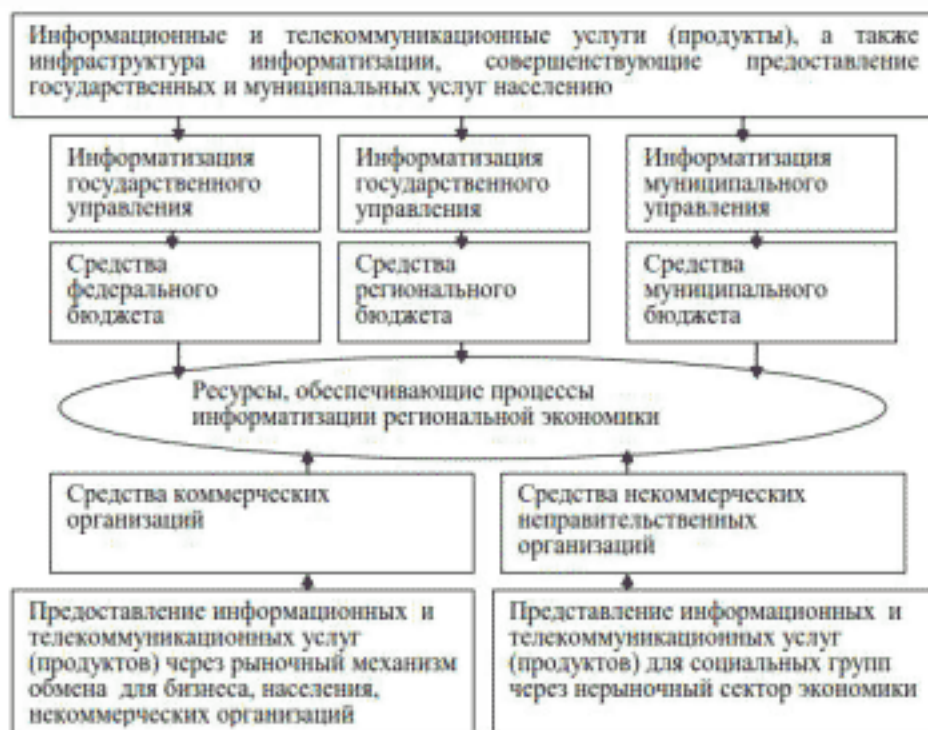 Информационные и телекоммуникационные услуги (продукты), а также
инфраструктура информатизации, совершенствующие предоставление
государственных и муниципальных услуг населению
Информатизация
государственного
управления
Информатизация
государственного
управления
Информатизация
муниципального
управления
Средства
федерального
бюджета
Средства
регионального
бюджета
Средства
муниципального
бюджета
Ресурсы, обеспечивающие процессы
информатизации региональной экономики
Средства коммерческих
организаций
Средства некоммерческих
неправительственных
организаций
Предоставление информационных и
телекоммуникационных услуг
(продуктов) через рыночный механизм
обмена для бизнеса, населения,
некоммерческих организаций
Представление информационных и
телекоммуникационных услуг
(продуктов) для социальных групп
через нерыночный сектор экономики